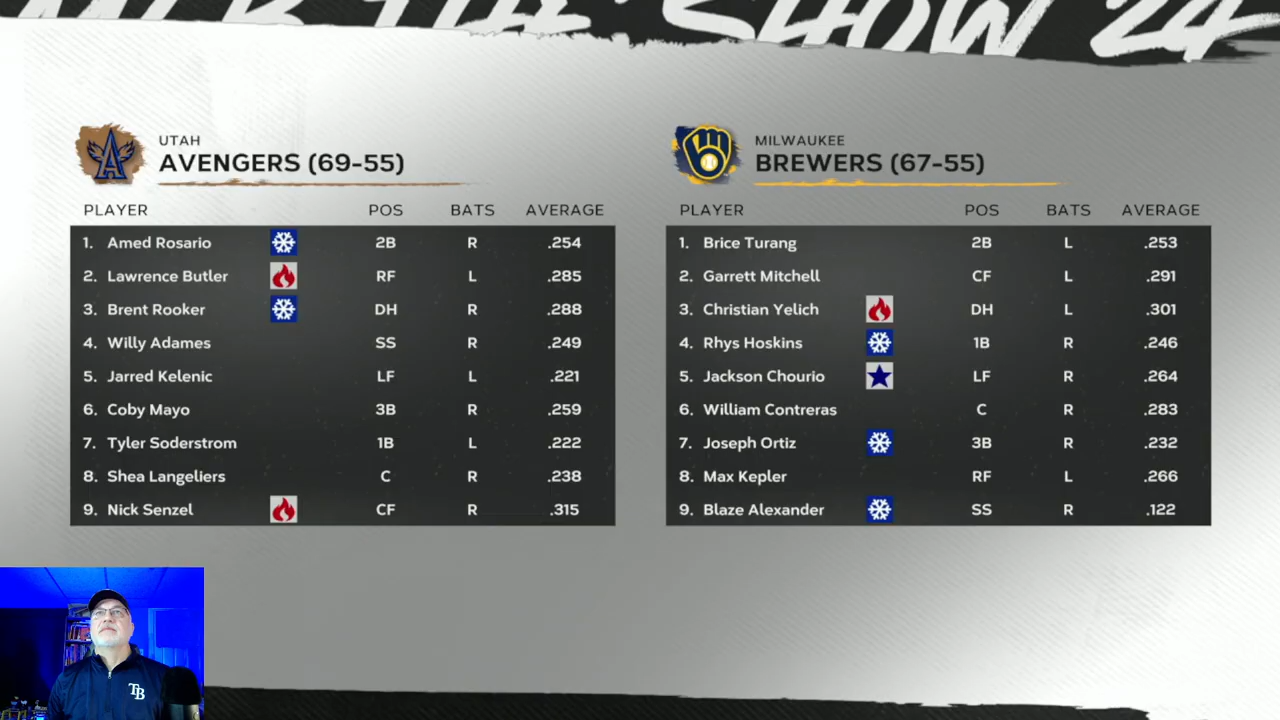 MLB THE SHOW 24
UTAH
AVENGERS (69-55)
PLAYER POS BATS AVERAGE
1. Amed Rosario 2B R .254
2. Lawrence Butler RF L .285
3. Brent Rooker DH R .288
4. Willy Adames SS R .249
5. Jarred Kelenic LF L .221
6. Coby Mayo 3B R .259
7. Tyler Soderstrom 1B L .222
8. Shea Langeliers C R .238
9. Nick Senzel CF R .315
MILWAUKEE
BREWERS (67-55)
PLAYER POS BATS AVERAGE
1. Brice Turang 2B L .253
2. Garrett Mitchell CF L .291
3. Christian Yelich DH L .301
4. Rhys Hoskins 1B R .246
5. Jackson Chourio LF R .264
6. William Contreras C R .283
7. Joseph Ortiz 3B R .232
8. Max Kepler RF L .266
9. Blaze Alexander SS R .122
TB